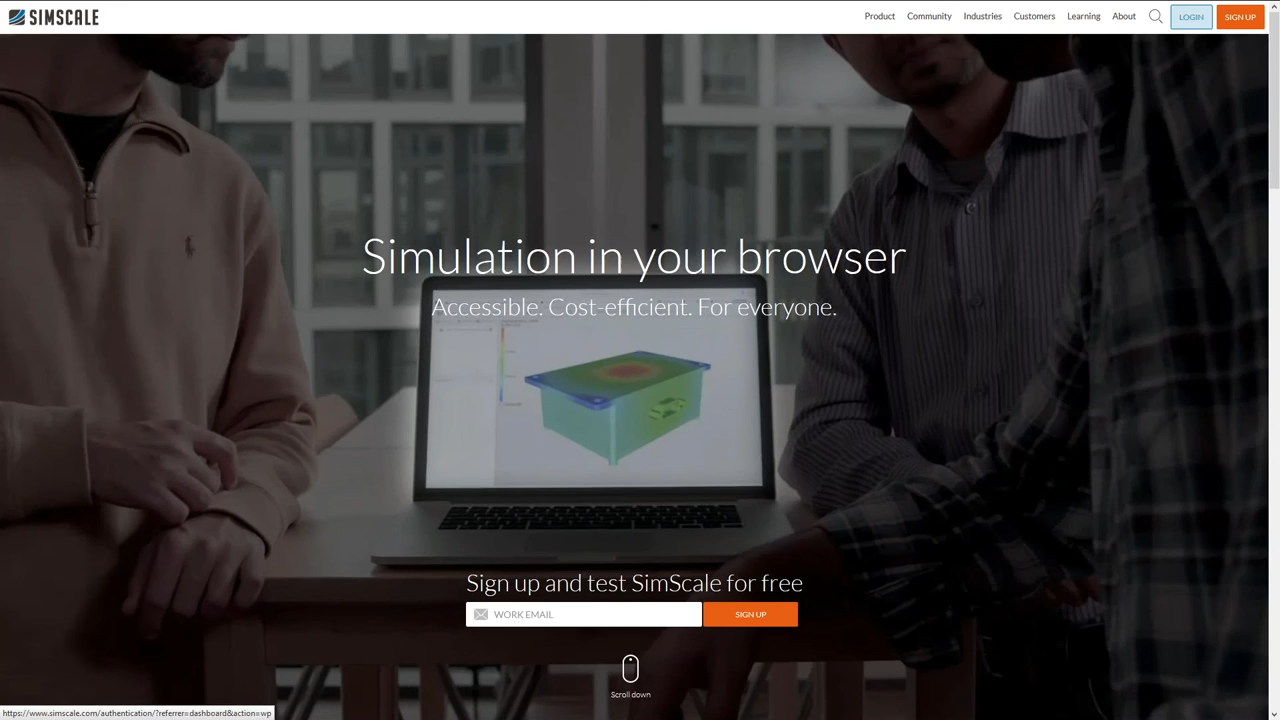 SIMSCALE
Product Community Industries Customers Learning About LOGIN SIGN UP
Simulation in your browser
Accessible. Cost-efficient. For everyone.
Sign up and test SimScale for free
WORK EMAIL SIGN UP
Scroll down
https://www.simscale.com/authentication/?referrer=dashboard&action=wp